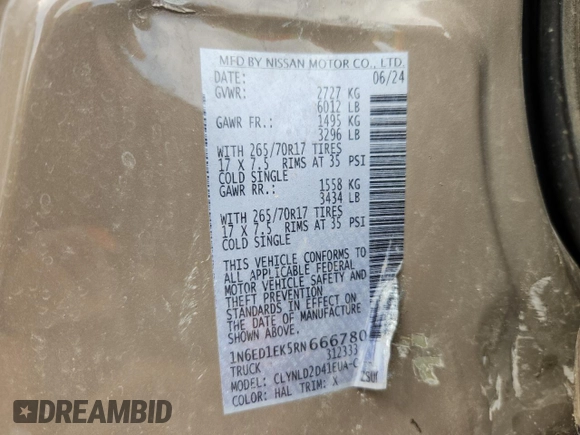 MFD BY NISSAN MOTOR CO., LTD.
DATE: 06/24
GVWR: 2727 KG
6012 LB
GAWR FR.: 1495 KG
3296 LB
WITH 265/70R17 TIRES
17 X 7.5 RIMS AT 35 PSI
COLD SINGLE
GAWR RR.: 1558 KG
3434 LB
WITH 265/70R17 TIRES
17 X 7.5 RIMS AT 35 PSI
COLD SINGLE
THIS VEHICLE CONFORMS TO
ALL APPLICABLE FEDERAL
MOTOR VEHICLE SAFETY AND
THEFT PREVENTION
STANDARDS IN EFFECT ON
THE DATE OF MANUFACTURE
SHOWN ABOVE.
1N6ED1EK5RN666780
TRUCK 312333
MODEL: CLYNLD2D41EUA-C
COLOR: HAL TRIM: X
DREAMBID